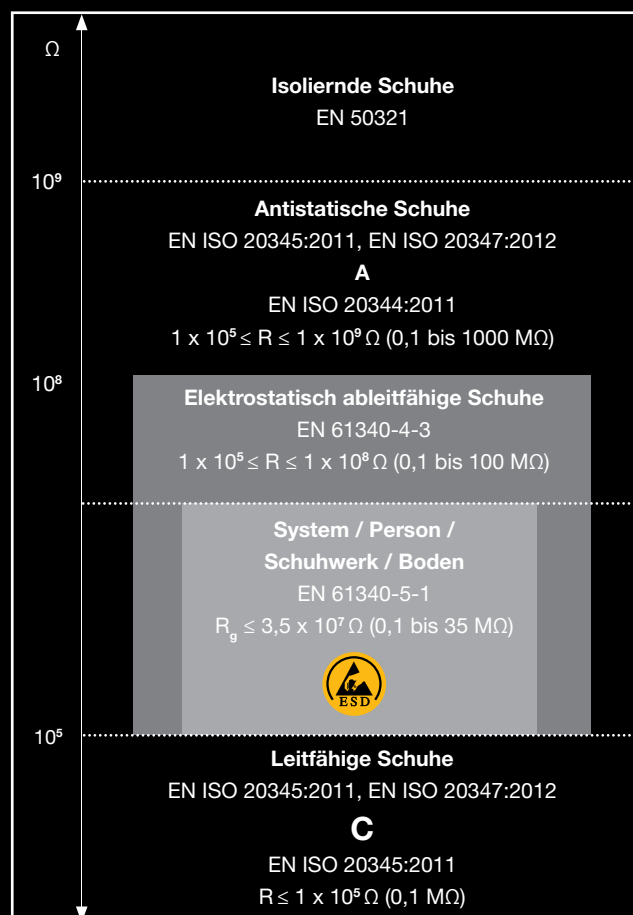 Ω
Isoliernde Schuhe
EN 50321
10⁹
Antistatische Schuhe
EN ISO 20345:2011, EN ISO 20347:2012
A
EN ISO 20344:2011
1 x 10⁵ ≤ R ≤ 1 x 10⁹ Ω (0,1 bis 1000 MΩ)
10⁸
Elektrostatisch ableitfähige Schuhe
EN 61340-4-3
1 x 10⁵ ≤ R ≤ 1 x 10⁸ Ω (0,1 bis 100 MΩ)
System / Person /
Schuhwerk / Boden
EN 61340-5-1
R_g ≤ 3,5 x 10⁷ Ω (0,1 bis 35 MΩ)
ESD
10⁵
Leitfähige Schuhe
EN ISO 20345:2011, EN ISO 20347:2012
C
EN ISO 20345:2011
R ≤ 1 x 10⁵ Ω (0,1 MΩ)